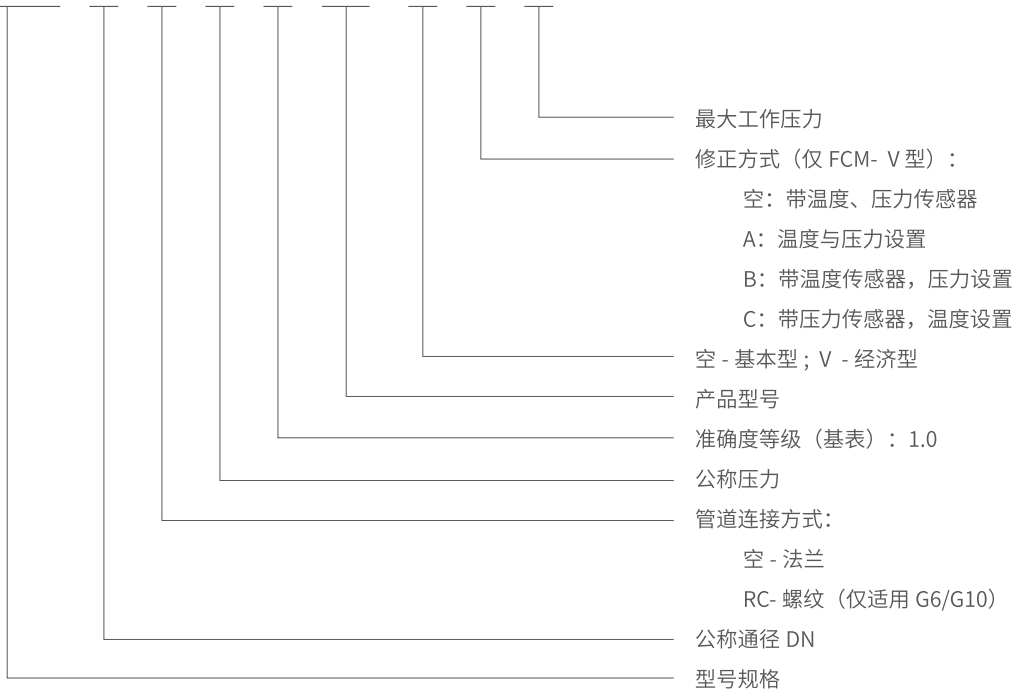 最大工作压力
修正方式（仅 FCM- V 型）：
空：带温度、压力传感器
A：温度与压力设置
B：带温度传感器，压力设置
C：带压力传感器，温度设置
空 - 基本型 ; V - 经济型
产品型号
准确度等级（基表）：1.0
公称压力
管道连接方式：
空 - 法兰
RC- 螺纹（仅适用 G6/G10）
公称通径 DN
型号规格